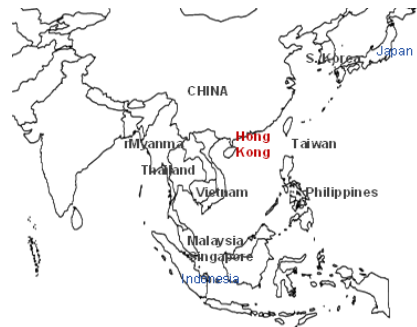 S.Korea
Japan
CHINA
Hong
Kong
Taiwan
Myanmar
Thailand
Vietnam
Philippines
Malaysia
Singapore
Indonesia